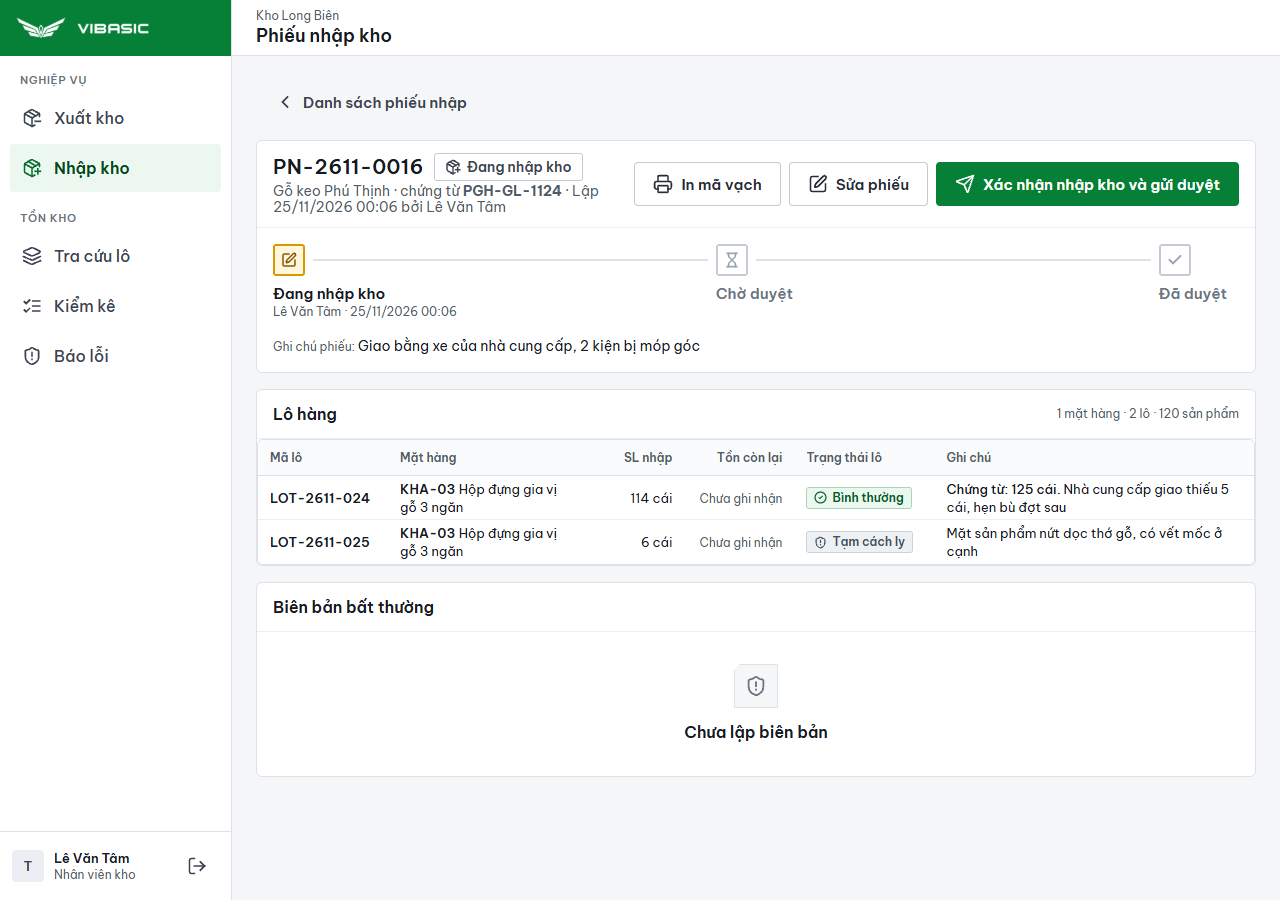 VIBASIC
Kho Long Biên
Phiếu nhập kho
NGHIỆP VỤ
Xuất kho
Nhập kho
TỒN KHO
Tra cứu lô
Kiểm kê
Báo lỗi
Lê Văn Tâm
Nhân viên kho
T
Danh sách phiếu nhập
PN-2611-0016
Đang nhập kho
Gỗ keo Phú Thịnh · chứng từ PGH-GL-1124 · Lập
25/11/2026 00:06 bởi Lê Văn Tâm
In mã vạch
Sửa phiếu
Xác nhận nhập kho và gửi duyệt
Đang nhập kho
Lê Văn Tâm · 25/11/2026 00:06
Chờ duyệt
Đã duyệt
Ghi chú phiếu: Giao bằng xe của nhà cung cấp, 2 kiện bị móp góc
Lô hàng
1 mặt hàng · 2 lô · 120 sản phẩm
Mã lô Mặt hàng SL nhập Tồn còn lại Trạng thái lô Ghi chú
LOT-2611-024 KHA-03 Hộp đựng gia vị gỗ 3 ngăn 114 cái Chưa ghi nhận Bình thường Chứng từ: 125 cái. Nhà cung cấp giao thiếu 5 cái, hẹn bù đợt sau
LOT-2611-025 KHA-03 Hộp đựng gia vị gỗ 3 ngăn 6 cái Chưa ghi nhận Tạm cách ly Mặt sản phẩm nứt dọc thớ gỗ, có vết mốc ở cạnh
Biên bản bất thường
Chưa lập biên bản